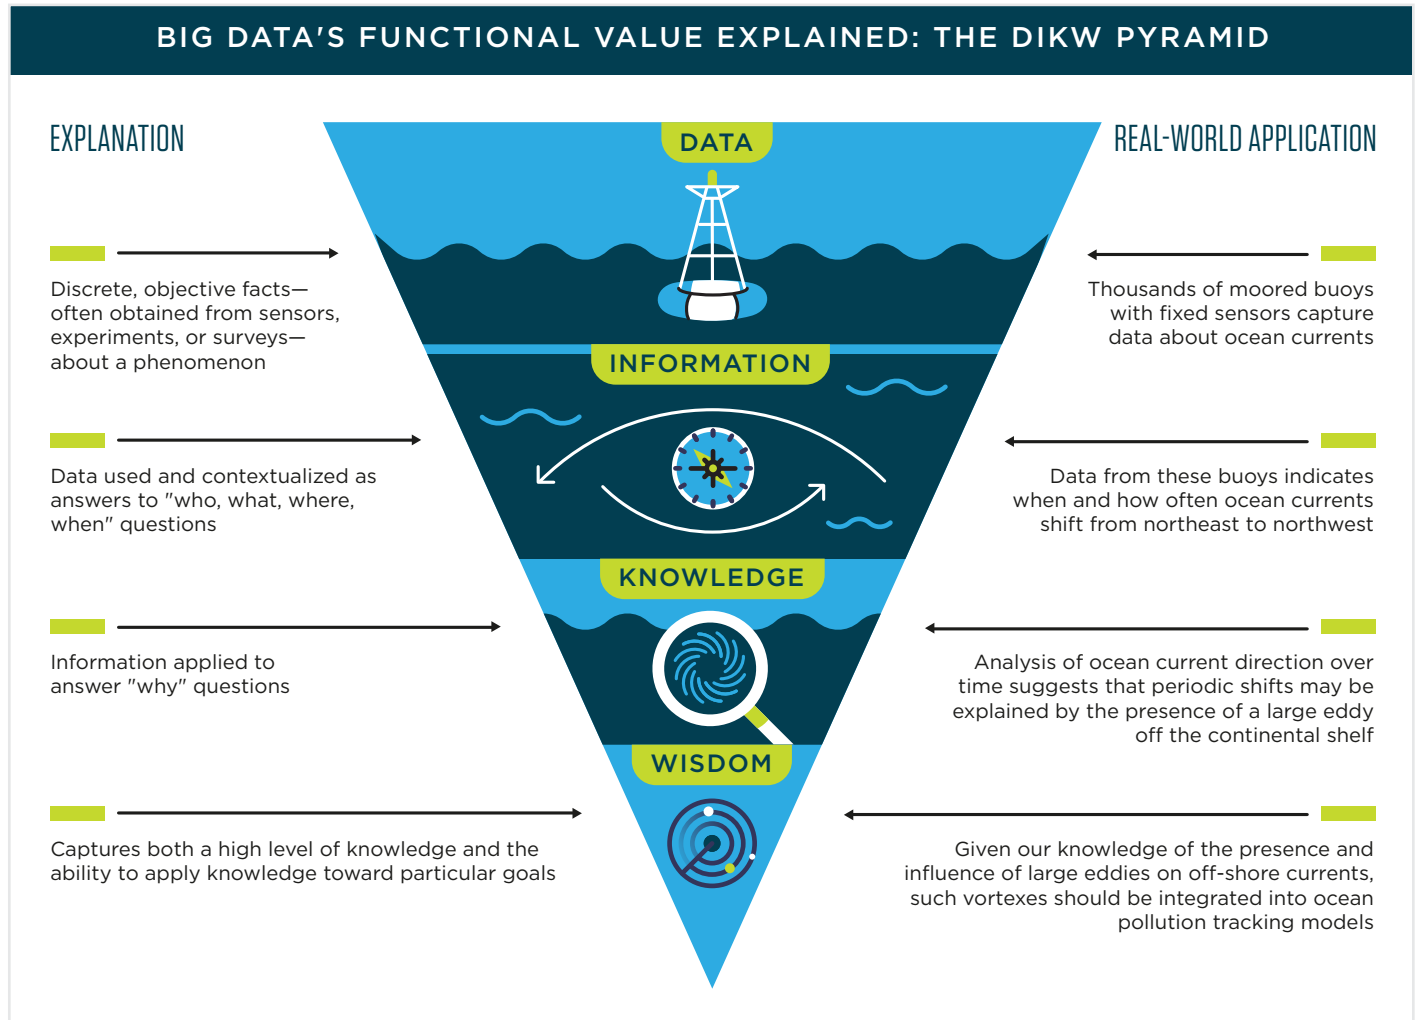 BIG DATA'S FUNCTIONAL VALUE EXPLAINED: THE DIKW PYRAMID
EXPLANATION
REAL-WORLD APPLICATION
DATA
Discrete, objective facts—
often obtained from sensors,
experiments, or surveys—
about a phenomenon
Thousands of moored buoys
with fixed sensors capture
data about ocean currents
INFORMATION
Data used and contextualized as
answers to "who, what, where,
when" questions
Data from these buoys indicates
when and how often ocean currents
shift from northeast to northwest
KNOWLEDGE
Information applied to
answer "why" questions
Analysis of ocean current direction over
time suggests that periodic shifts may be
explained by the presence of a large eddy
off the continental shelf
WISDOM
Captures both a high level of knowledge and the
ability to apply knowledge toward particular goals
Given our knowledge of the presence and
influence of large eddies on off-shore currents,
such vortexes should be integrated into ocean
pollution tracking models